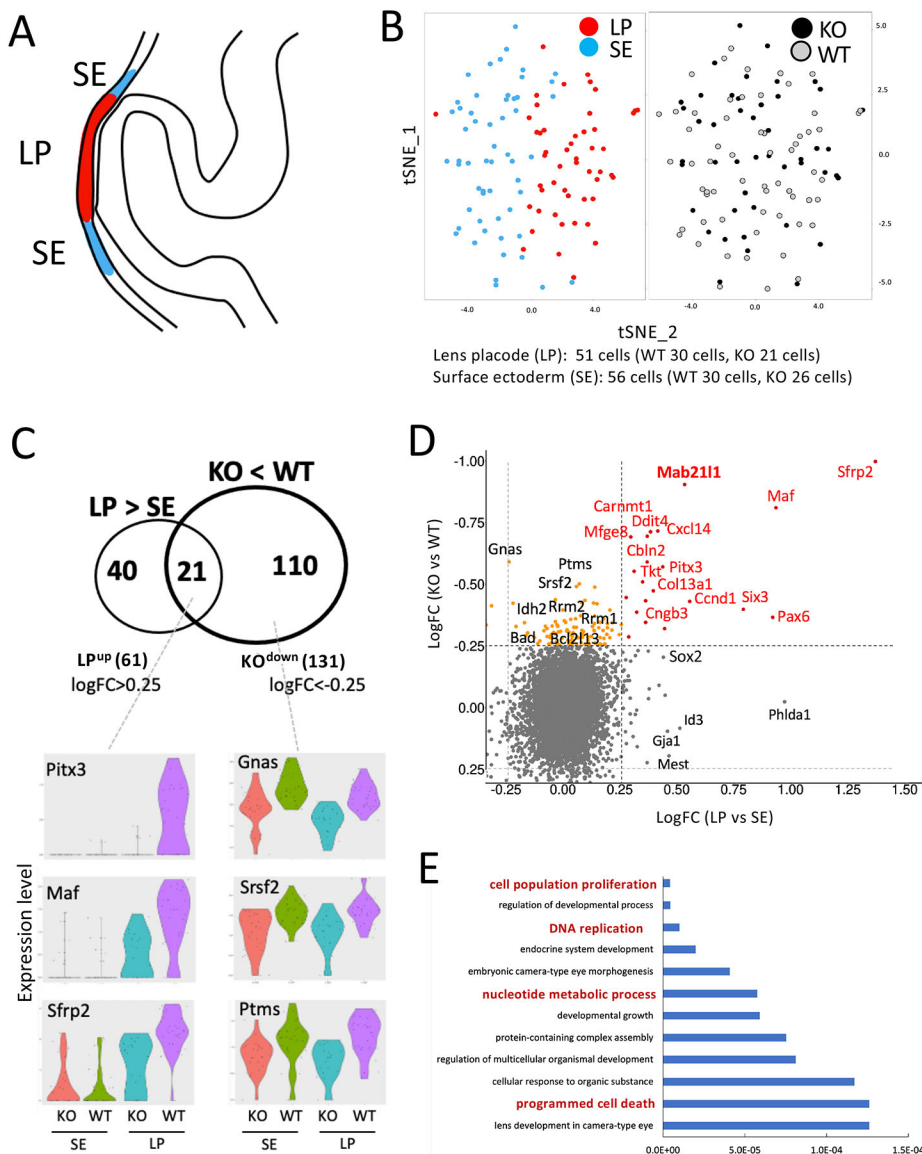 A
SE
LP
SE
B
LP
SE
KO
WT
5.0
2.5
0.0
-2.5
-5.0
tSNE_1
-4.0
0.0
4.0
-4.0
0.0
4.0
tSNE_2
Lens placode (LP): 51 cells (WT 30 cells, KO 21 cells)
Surface ectoderm (SE): 56 cells (WT 30 cells, KO 26 cells)
C
KO < WT
LP > SE
40
21
110
LPup (61)
logFC>0.25
KOdown (131)
logFC<-0.25
Expression level
Pitx3
Gnas
Maf
Srsf2
Sfrp2
Ptms
KO WT KO WT
SE LP
KO WT KO WT
SE LP
D
LogFC (KO vs WT)
-1.00
-0.75
-0.50
-0.25
0.00
0.25
Mab21l1
Sfrp2
Maf
Carnmt1
Ddit4
Cxcl14
Mfge8
Cbln2
Gnas
Ptms
Tkt
Pitx3
Srsf2
Col13a1
Ccnd1
Six3
Idh2
Rrm2
Rrm1
Cngb3
Pax6
Bad
Bcl2l13
Sox2
Phlda1
Id3
Gja1
Mest
-0.25 0.00 0.25 0.50 0.75 1.00 1.25 1.50
LogFC (LP vs SE)
E
cell population proliferation
regulation of developmental process
DNA replication
endocrine system development
embryonic camera-type eye morphogenesis
nucleotide metabolic process
developmental growth
protein-containing complex assembly
regulation of multicellular organismal development
cellular response to organic substance
programmed cell death
lens development in camera-type eye
0.0E+00 5.0E-05 1.0E-04 1.5E-04